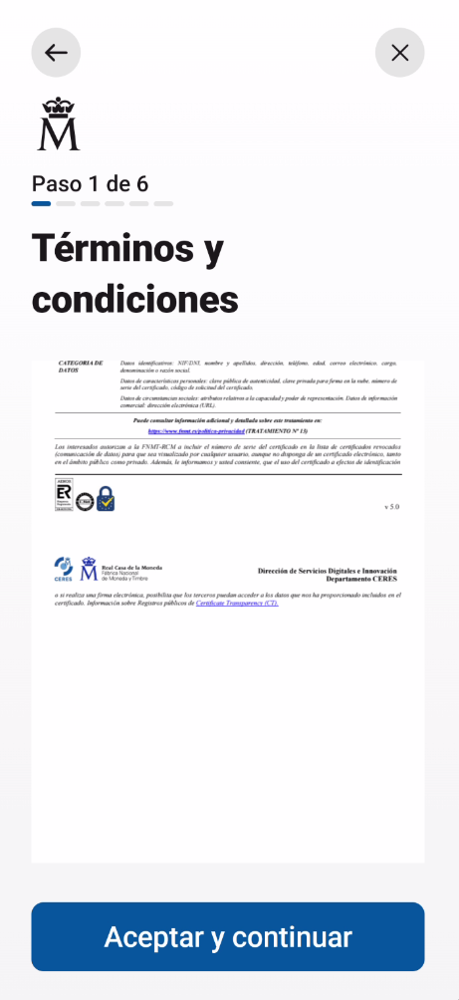 M
Paso 1 de 6
Términos y
condiciones
CATEGORIA DE
DATOS
Datos identificativos: NIF/DNI, nombre y apellidos, dirección, teléfono, edad, correo electrónico, cargo,
denominación o razón social.
Datos de características personales: clave pública de autenticidad, clave privada para firma en la nube, número de
serie del certificado, código de solicitud del certificado.
Datos de circunstancias sociales: atributos relativos a la capacidad y poder de representación. Datos de información
comercial: dirección electrónica (URL).
Puede consultar información adicional y detallada sobre este tratamiento en:
https://www.fnmt.es/politica-privacidad (TRATAMIENTO Nº 13)
Los interesados autorizan a la FNMT-RCM a incluir el número de serie del certificado en la lista de certificados revocados
(comunicación de datos) para que sea visualizado por cualquier usuario, aunque no disponga de un certificado electrónico, tanto
en el ámbito público como privado. Además, le informamos y usted consiente, que el uso del certificado a efectos de identificación
ER
v 5.0
CERES
M
Real Casa de la Moneda
Fábrica Nacional
de Moneda y Timbre
Dirección de Servicios Digitales e Innovación
Departamento CERES
o si realiza una firma electrónica, posibilita que los terceros puedan acceder a los datos que nos ha proporcionado incluidos en el
certificado. Información sobre Registros públicos de Certificate Transparency (CT).
Aceptar y continuar